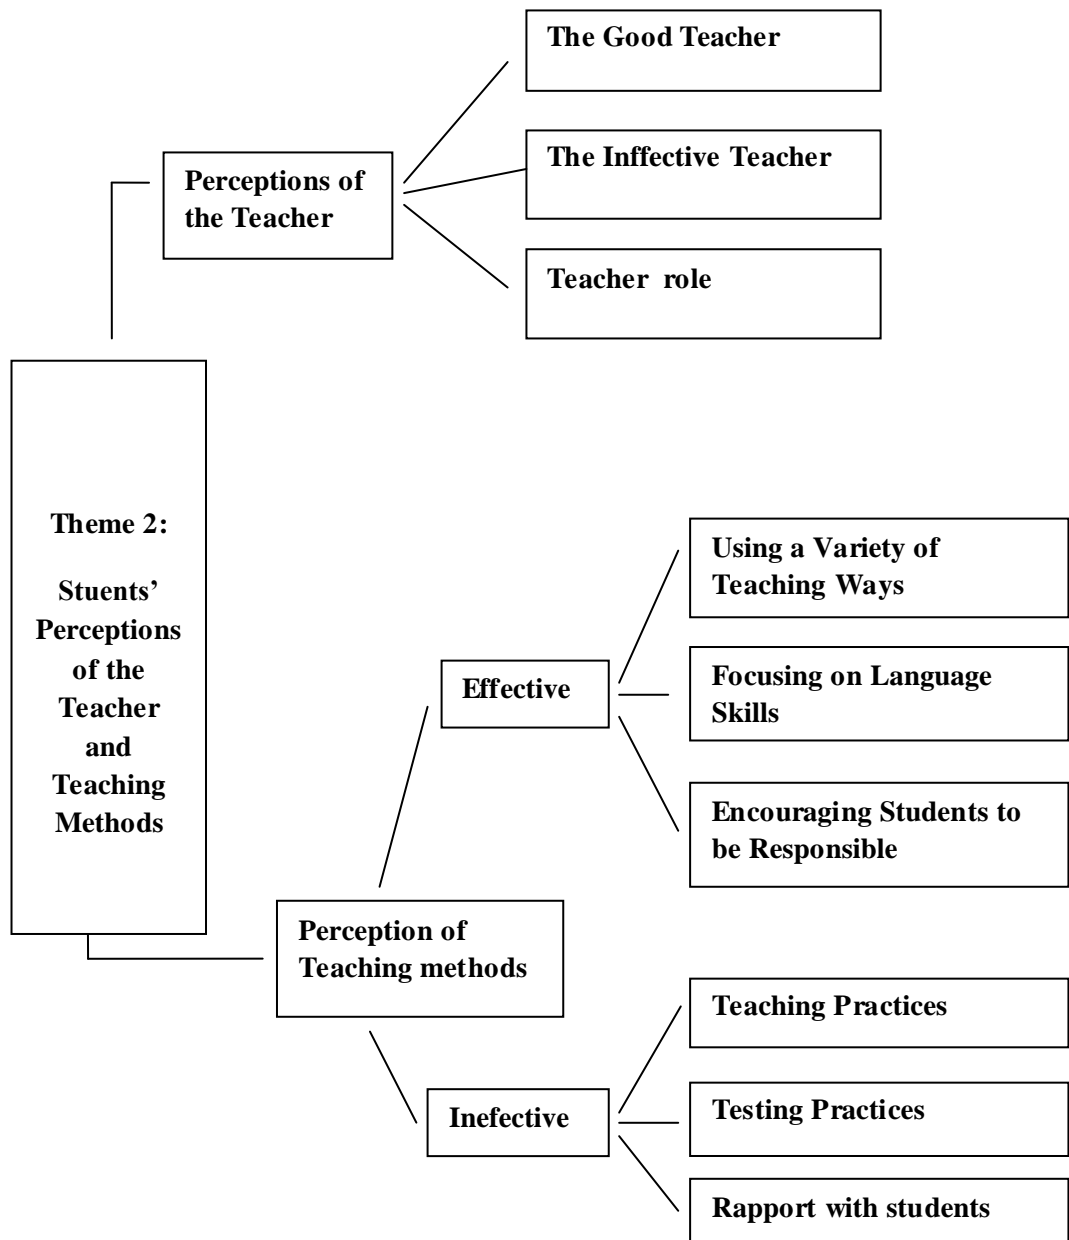 The Good Teacher
The Inffective Teacher
Perceptions of
the Teacher
Teacher role
Theme 2:
Stuents’
Perceptions
of the
Teacher
and
Teaching
Methods
Using a Variety of
Teaching Ways
Effective
Focusing on Language
Skills
Encouraging Students to
be Responsible
Perception of
Teaching methods
Teaching Practices
Inefective
Testing Practices
Rapport with students